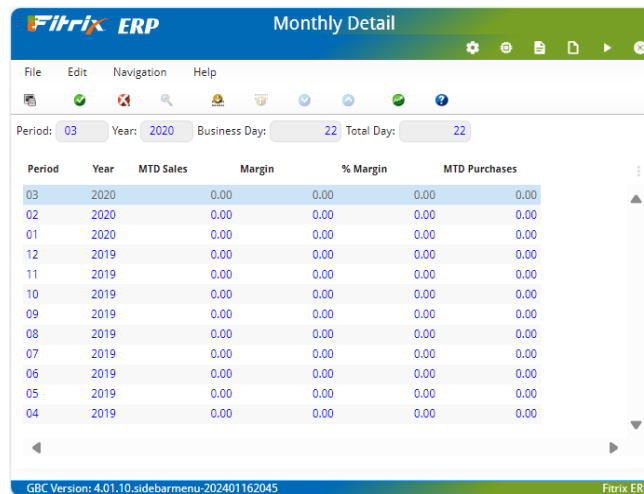 Fitrix ERP Monthly Detail
File Edit Navigation Help
Period: 03 Year: 2020 Business Day: 22 Total Day: 22
Period Year MTD Sales Margin % Margin MTD Purchases
03 2020 0.00 0.00 0.00 0.00
02 2020 0.00 0.00 0.00 0.00
01 2020 0.00 0.00 0.00 0.00
12 2019 0.00 0.00 0.00 0.00
11 2019 0.00 0.00 0.00 0.00
10 2019 0.00 0.00 0.00 0.00
09 2019 0.00 0.00 0.00 0.00
08 2019 0.00 0.00 0.00 0.00
07 2019 0.00 0.00 0.00 0.00
06 2019 0.00 0.00 0.00 0.00
05 2019 0.00 0.00 0.00 0.00
04 2019 0.00 0.00 0.00 0.00
GBC Version: 4.01.10.sidebarmenu-202401162045 Fitrix ER